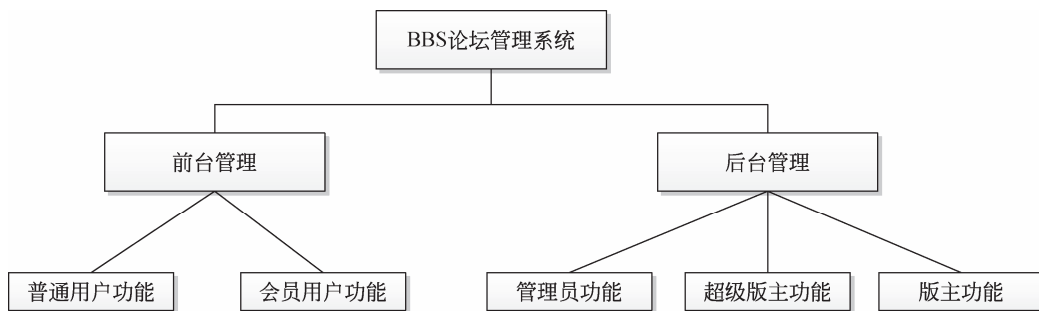 BBS论坛管理系统
前台管理
后台管理
普通用户功能
会员用户功能
管理员功能
超级版主功能
版主功能